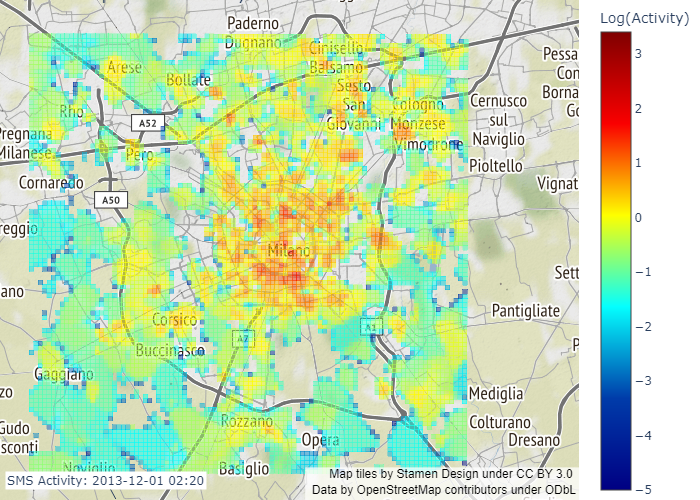 Paderno
Dugnano
Cinisello
Balsamo
Arese
Bollate
Sesto
San
Giovanni
Cologno
Monzese
Cernusco
sul
Naviglio
Pessa
Con
Borna
Go
Rho
A52
Pregnana
Milanese
Pero
Vimodrone
Pioltello
Cornaredo
A50
Vignat
reggio
Milano
Sett
ano
Corsico
A7
A1
Pantigliate
P
Buccinasco
Gaggiano
zo
Mediglia
Rozzano
Colturano
Gudo
sconti
Opera
Dresano
Noviglio
Basiglio
SMS Activity: 2013-12-01 02:20
Map tiles by Stamen Design under CC BY 3.0
Data by OpenStreetMap contributors under ODbL
Log(Activity)
3
2
1
0
−1
−2
−3
−4
−5